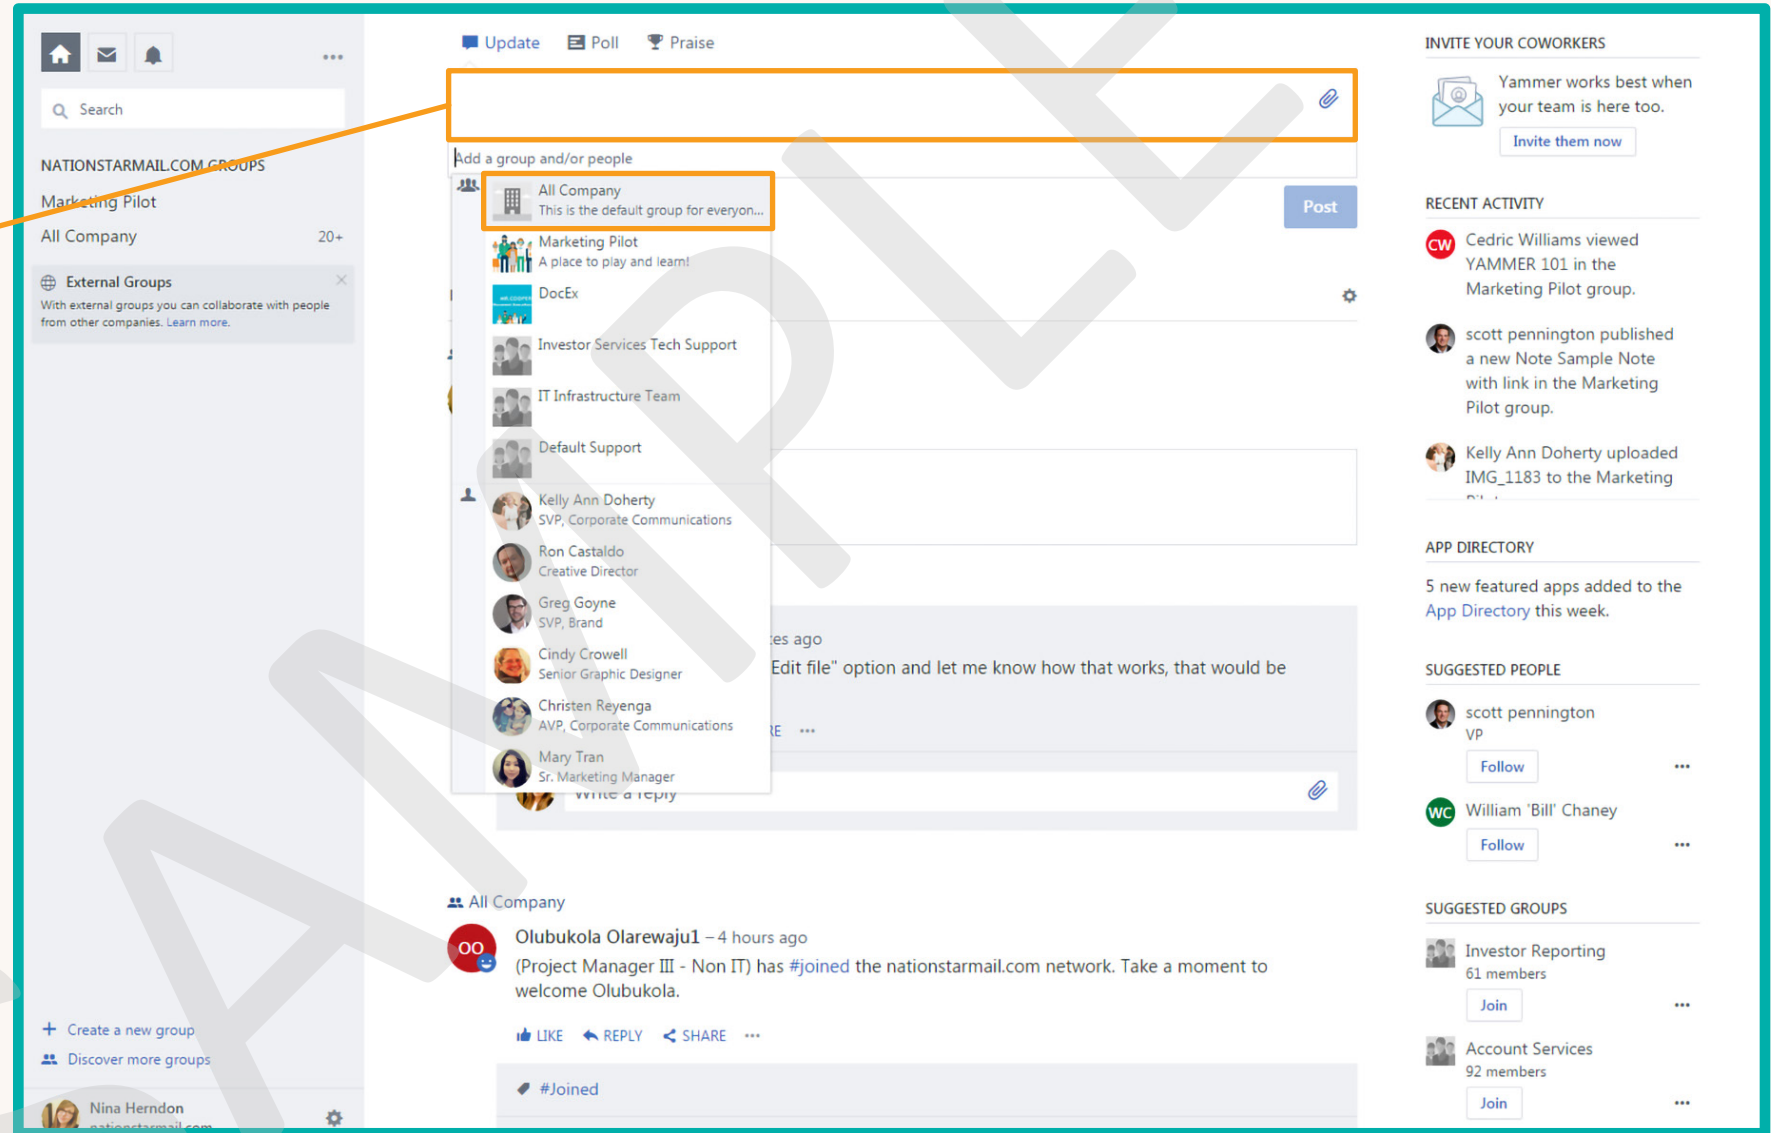 Search
NATIONSTARMAIL.COM GROUPS
Marketing Pilot
All Company 20+
External Groups
With external groups you can collaborate with people
from other companies. Learn more.
+ Create a new group
Discover more groups
Nina Herndon
nationstarmail.com
Update Poll Praise
Add a group and/or people
All Company
This is the default group for everyon...
Post
Marketing Pilot
A place to play and learn!
DocEx
Investor Services Tech Support
IT Infrastructure Team
Default Support
Kelly Ann Doherty
SVP, Corporate Communications
Ron Castaldo
Creative Director
Greg Goyne
SVP, Brand
Cindy Crowell
Senior Graphic Designer
Christen Reyenga
AVP, Corporate Communications
Mary Tran
Sr. Marketing Manager
ago
Edit file" option and let me know how that works, that would be
Write a reply
All Company
OO
Olubukola Olarewaju1 – 4 hours ago
(Project Manager III - Non IT) has #joined the nationstarmail.com network. Take a moment to
welcome Olubukola.
LIKE REPLY SHARE
#Joined
INVITE YOUR COWORKERS
Yammer works best when
your team is here too.
Invite them now
RECENT ACTIVITY
CW
Cedric Williams viewed
YAMMER 101 in the
Marketing Pilot group.
scott pennington published
a new Note Sample Note
with link in the Marketing
Pilot group.
Kelly Ann Doherty uploaded
IMG_1183 to the Marketing
APP DIRECTORY
5 new featured apps added to the
App Directory this week.
SUGGESTED PEOPLE
scott pennington
VP
Follow
WC
William 'Bill' Chaney
Follow
SUGGESTED GROUPS
Investor Reporting
61 members
Join
Account Services
92 members
Join
SAMPLE